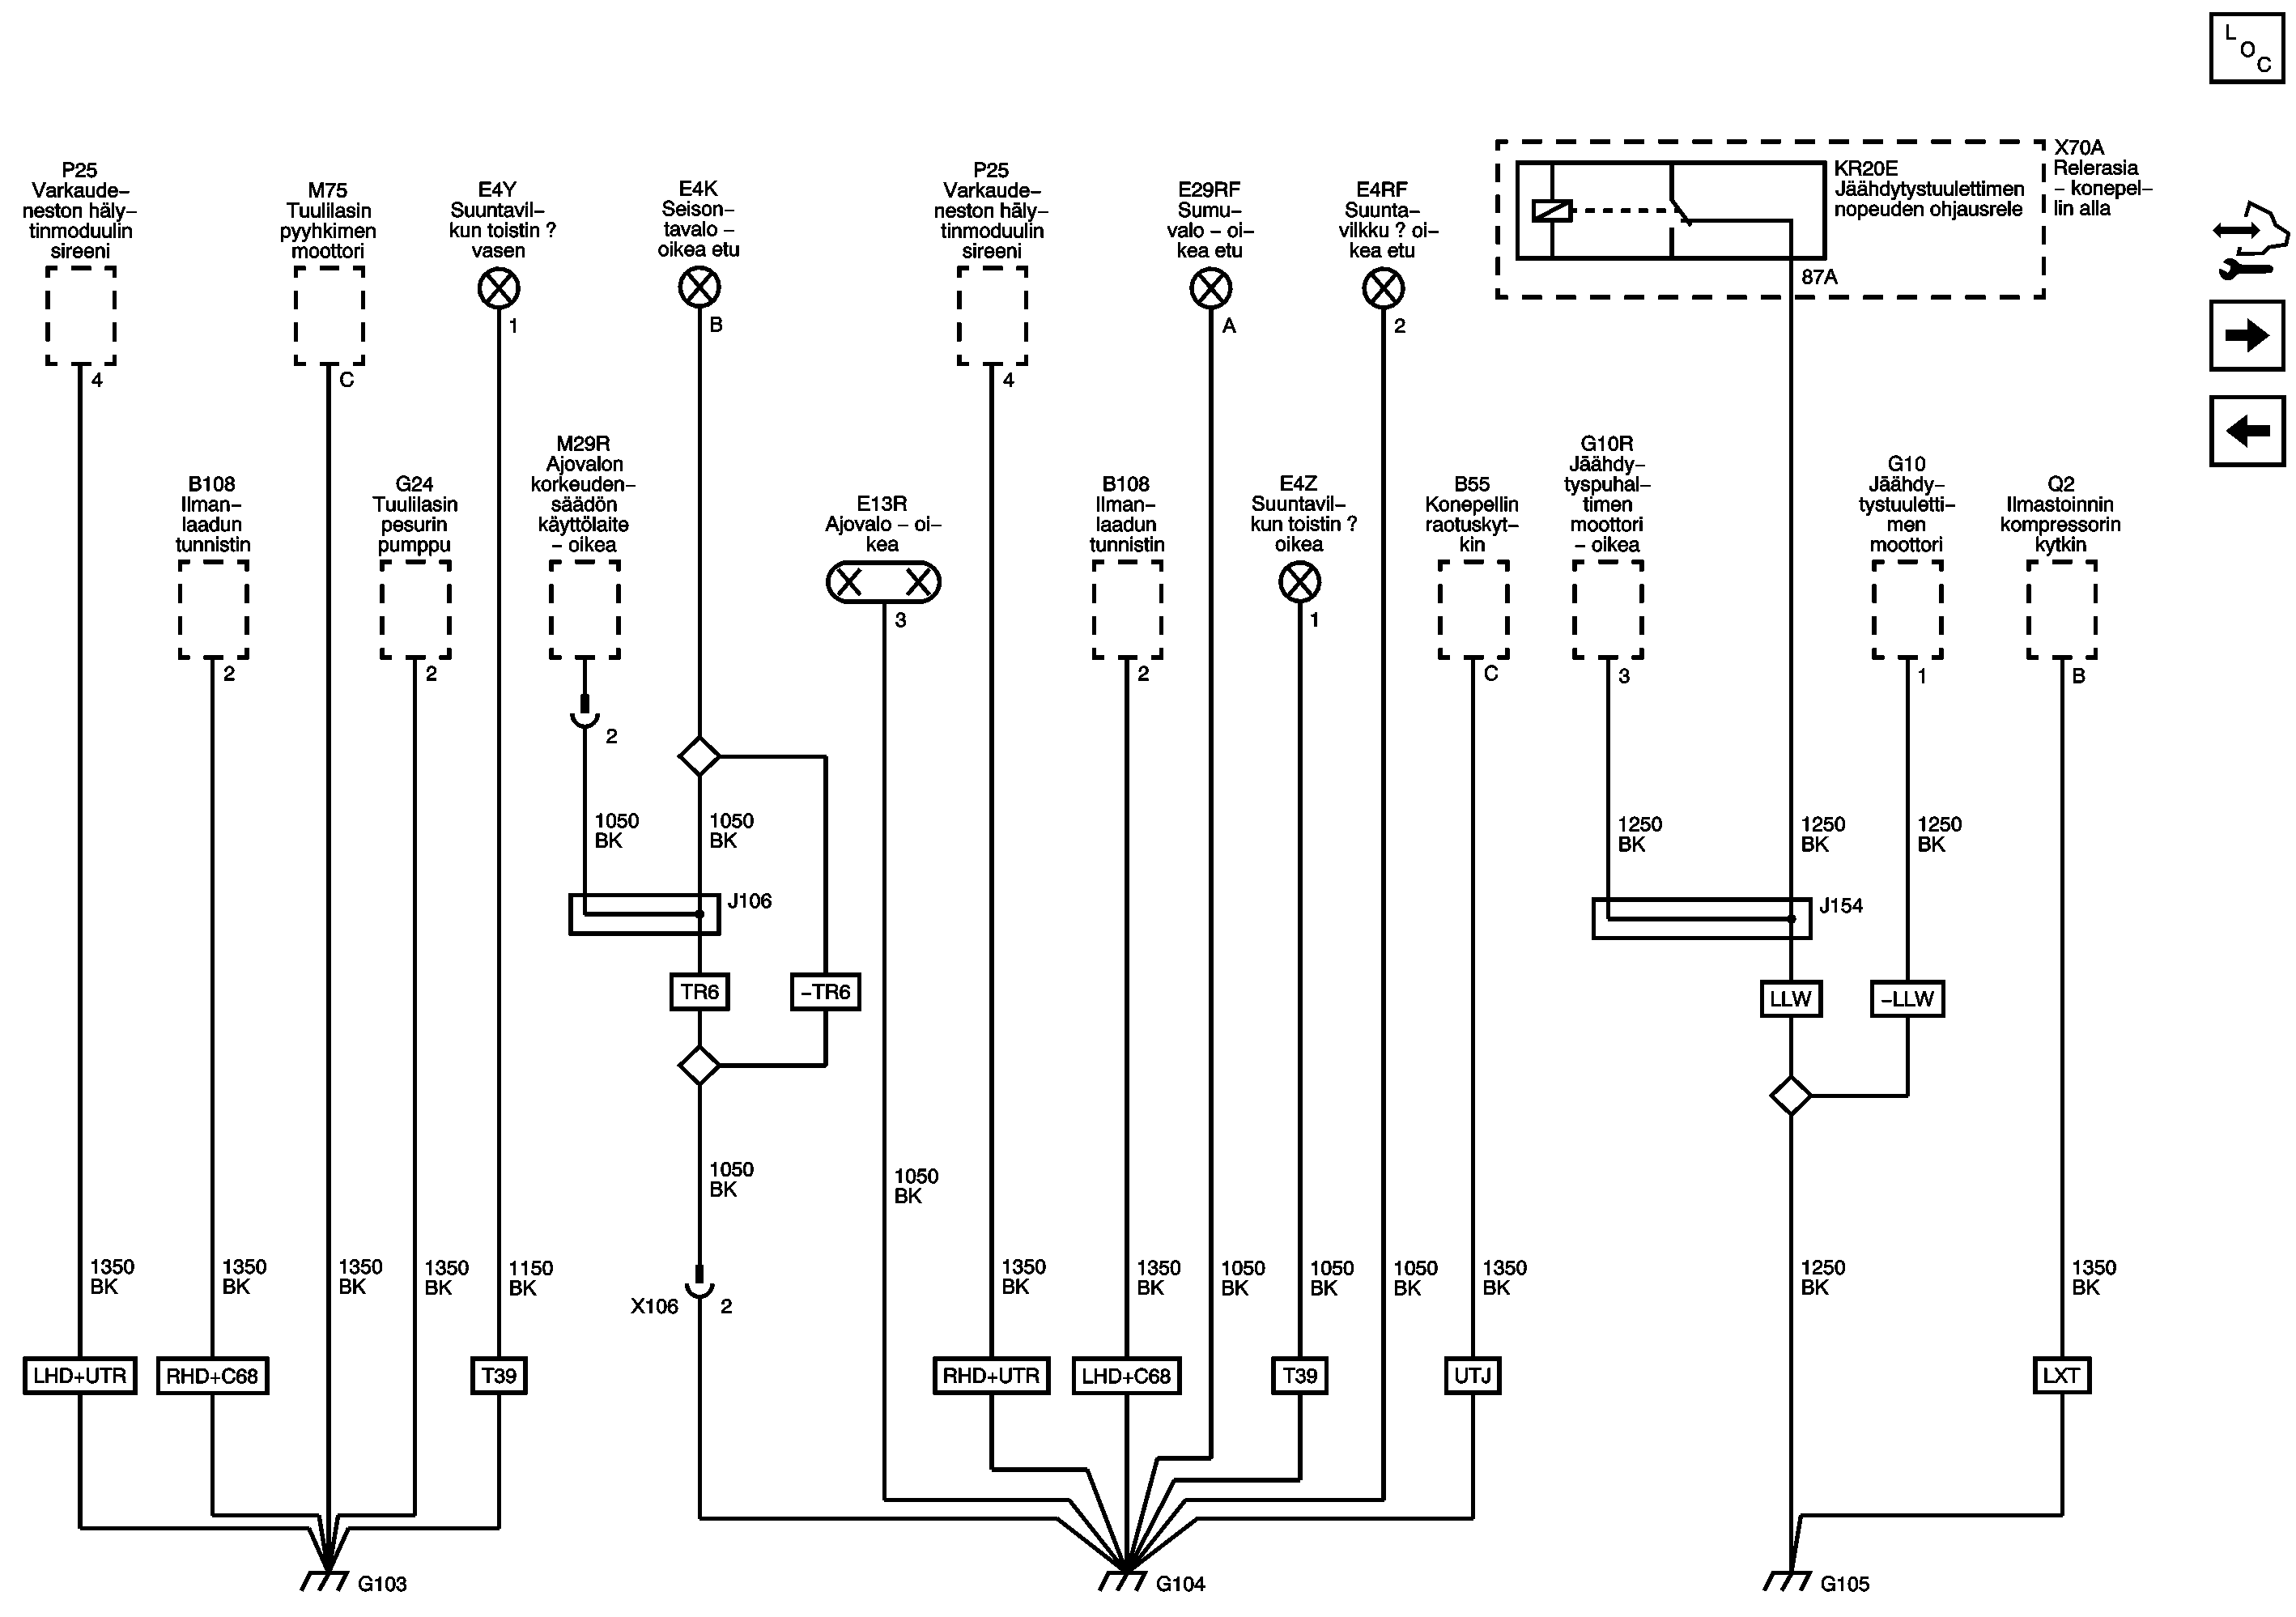 L
O
C
P25
Varkaude–
neston häly–
tinmoduulin
sireeni
4
M75
Tuulilasin
pyyhkimen
moottori
C
E4Y
Suuntavil–
kun toistin ?
vasen
1
E4K
Seison–
tavalo –
oikea etu
B
P25
Varkaude–
neston häly–
tinmoduulin
sireeni
4
E29RF
Sumu–
valo – oi–
kea etu
A
E4RF
Suunta–
vilkku ? oi–
kea etu
2
KR20E
Jäähdytystuulettimen
nopeuden ohjausrele
87A
X70A
Relerasia
– konepel–
lin alla
B108
Ilman–
laadun
tunnistin
2
G24
Tuulilasin
pesurin
pumppu
2
M29R
Ajovalon
korkeuden–
säädön
käyttölaite
– oikea
2
E13R
Ajovalo – oi–
kea
3
B108
Ilman–
laadun
tunnistin
2
E4Z
Suuntavil–
kun toistin ?
oikea
1
B55
Konepellin
raotuskyt–
kin
C
G10R
Jäähdy–
tyspuhal–
timen
moottori
– oikea
3
G10
Jäähdy–
tystuuletti–
men
moottori
1
Q2
Ilmastoinnin
kompressorin
kytkin
B
1050
BK
1050
BK
1250
BK
1250
BK
1250
BK
J106
J154
TR6
–TR6
LLW
–LLW
1050
BK
1050
BK
1350
BK
1350
BK
1350
BK
1350
BK
1150
BK
X106
2
1350
BK
1350
BK
1050
BK
1050
BK
1050
BK
1350
BK
1250
BK
1350
BK
LHD+UTR
RHD+C68
T39
RHD+UTR
LHD+C68
T39
UTJ
LXT
G103
G104
G105